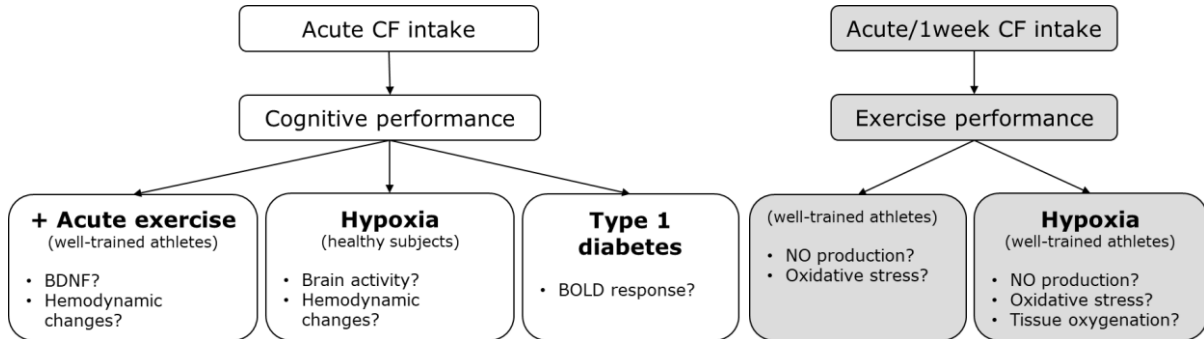 Acute CF intake
Cognitive performance
+ Acute exercise
(well-trained athletes)
• BDNF?
• Hemodynamic
changes?
Hypoxia
(healthy subjects)
• Brain activity?
• Hemodynamic
changes?
Type 1
diabetes
• BOLD response?
Acute/1week CF intake
Exercise performance
(well-trained athletes)
• NO production?
• Oxidative stress?
Hypoxia
(well-trained athletes)
• NO production?
• Oxidative stress?
• Tissue oxygenation?